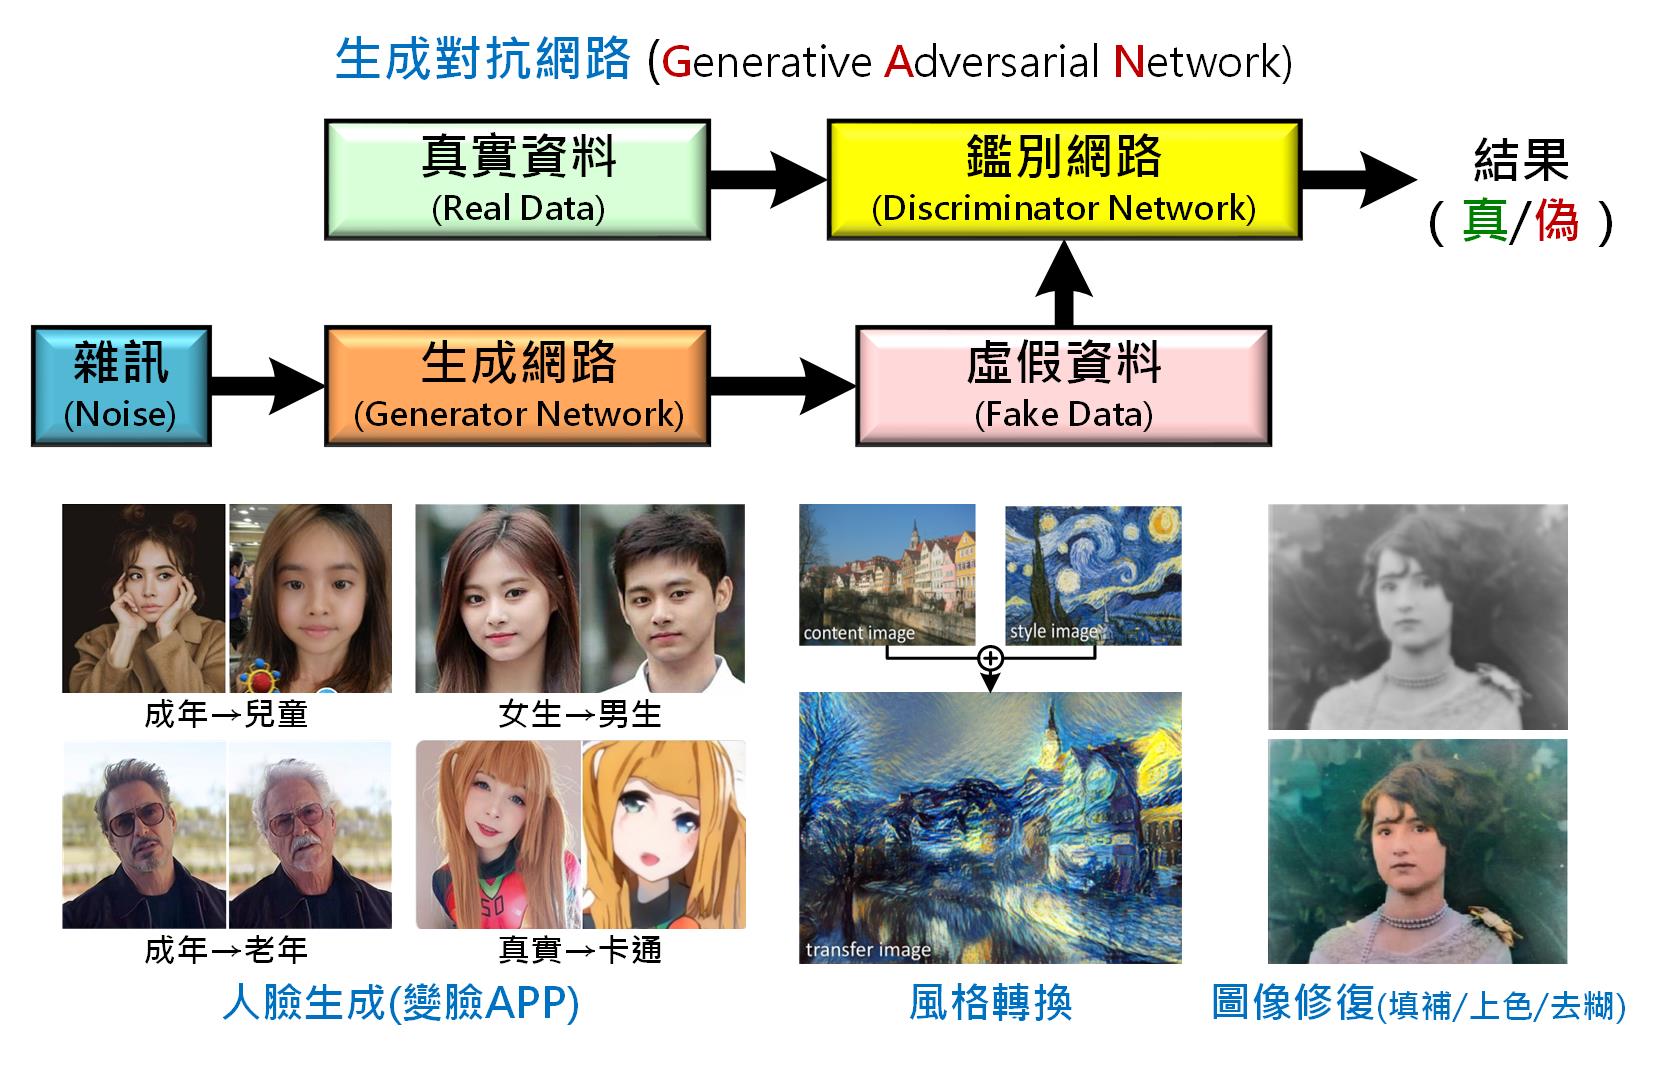 生成對抗網路 (Generative Adversarial Network)
真實資料
(Real Data)
鑑別網路
(Discriminator Network)
結果
( 真/偽 )
雜訊
(Noise)
生成網路
(Generator Network)
虛假資料
(Fake Data)
成年→兒童
女生→男生
成年→老年
50
真實→卡通
人臉生成(變臉APP)
content image
style image
transfer image
風格轉換
圖像修復(填補/上色/去糊)